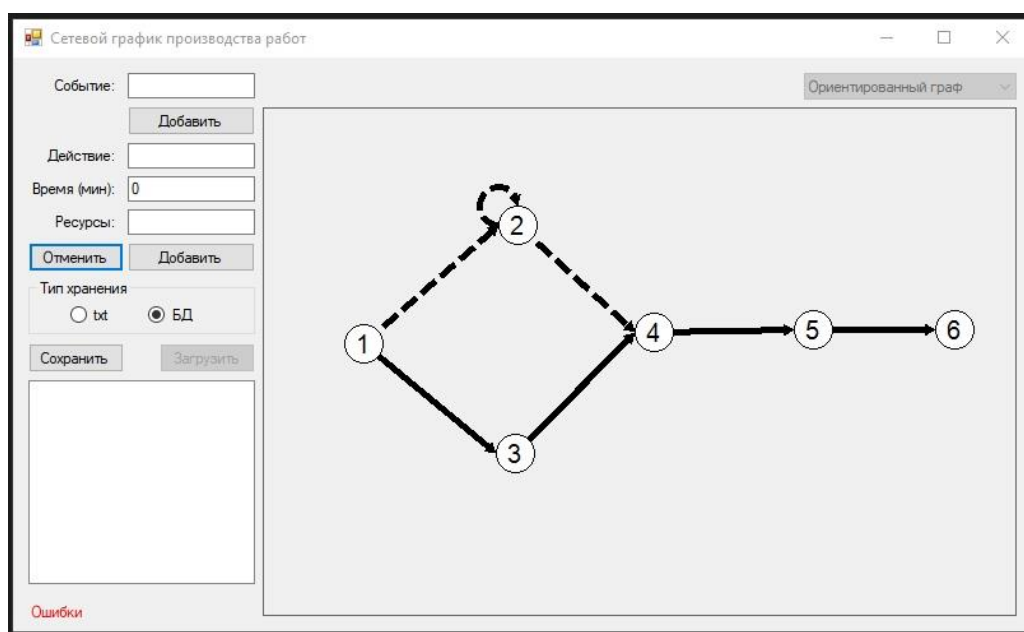 Сетевой график производства работ
Событие:
Ориентированный граф
Добавить
Действие:
Время (мин): 0
Ресурсы:
Отменить Добавить
Тип хранения
txt БД
Сохранить Загрузить
Ошибки
2
1
4 5 6
3